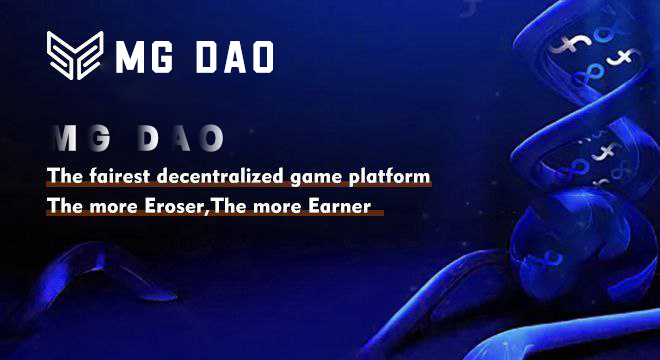 MG DAO
MG DAO
The fairest decentralized game platform
The more Eroser,The more Earner